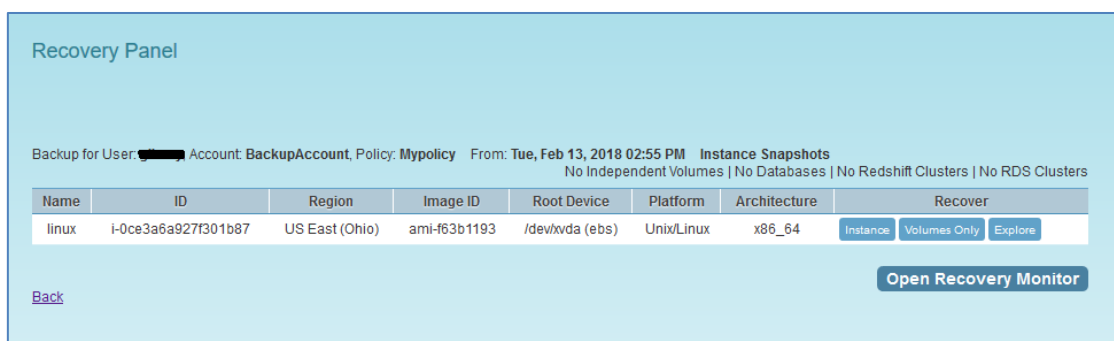 Recovery Panel
Backup for User: , Account: BackupAccount, Policy: Mypolicy From: Tue, Feb 13, 2018 02:55 PM Instance Snapshots
No Independent Volumes | No Databases | No Redshift Clusters | No RDS Clusters
Name ID Region Image ID Root Device Platform Architecture Recover
linux i-0ce3a6a927f301b87 US East (Ohio) ami-f63b1193 /dev/xvda (ebs) Unix/Linux x86_64 Instance Volumes Only Explore
Open Recovery Monitor
Back